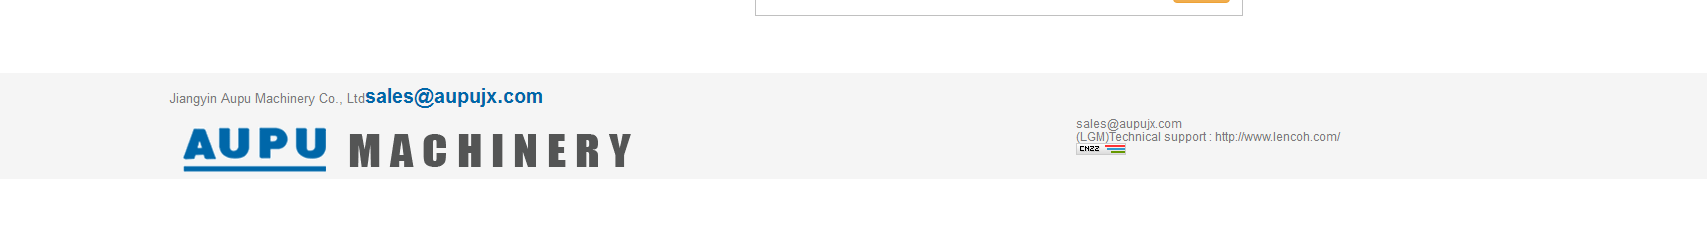 Jiangyin Aupu Machinery Co., Ltdsales@aupujx.com
AUPU MACHINERY
sales@aupujx.com
(LGM)Technical support : http://www.lencoh.com/
CNZZ